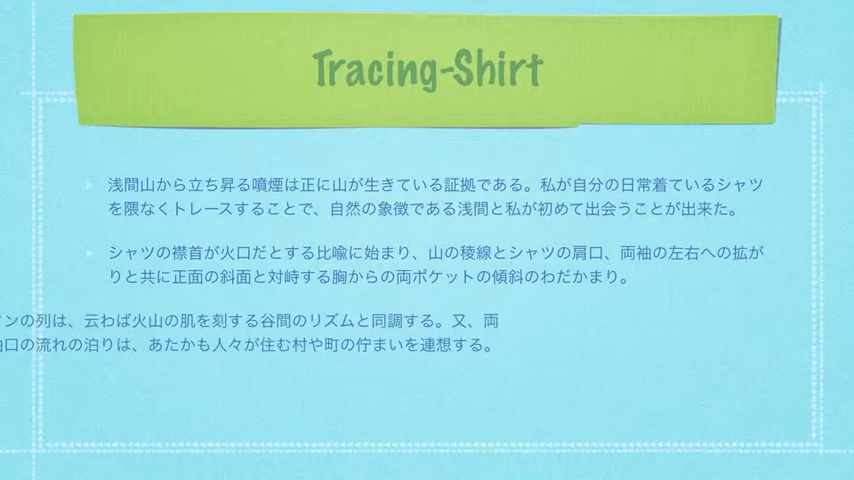 Tracing-Shirt
浅間山から立ち昇る噴煙は正に山が生きている証拠である。私が自分の日常着ているシャツ
を隈なくトレースすることで、自然の象徴である浅間と私が初めて出会うことが出来た。
シャツの襟首が火口だとする比喩に始まり、山の稜線とシャツの肩口、両袖の左右への拡が
りと共に正面の斜面と対峙する胸からの両ポケットの傾斜のわだかまり。
ンの列は、云わば火山の肌を刻する谷間のリズムと同調する。又、両
口の流れの泊りは、あたかも人々が住む村や町の佇まいを連想する。